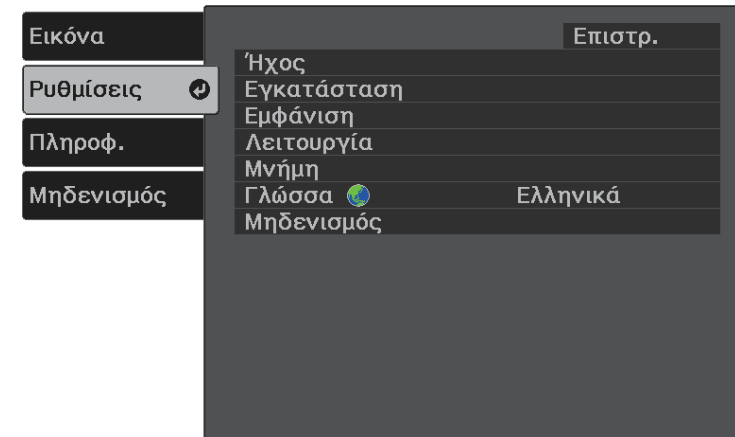 Εικόνα
Ρυθμίσεις
Πληροφ.
Μηδενισμός
Επιστρ.
Ήχος
Εγκατάσταση
Εμφάνιση
Λειτουργία
Μνήμη
Γλώσσα Ελληνικά
Μηδενισμός